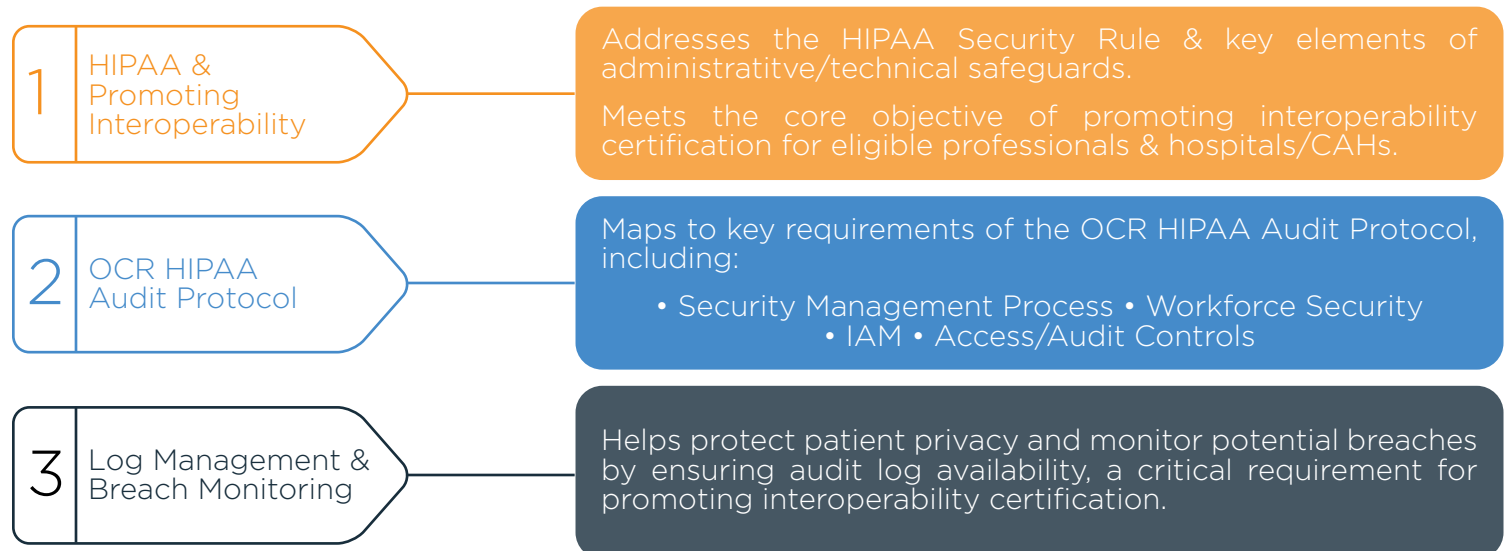 1
HIPAA &
Promoting
Interoperability
Addresses the HIPAA Security Rule & key elements of
administratitve/technical safeguards.
Meets the core objective of promoting interoperability
certification for eligible professionals & hospitals/CAHs.
2
OCR HIPAA
Audit Protocol
Maps to key requirements of the OCR HIPAA Audit Protocol,
including:
• Security Management Process • Workforce Security
• IAM • Access/Audit Controls
3
Log Management &
Breach Monitoring
Helps protect patient privacy and monitor potential breaches
by ensuring audit log availability, a critical requirement for
promoting interoperability certification.